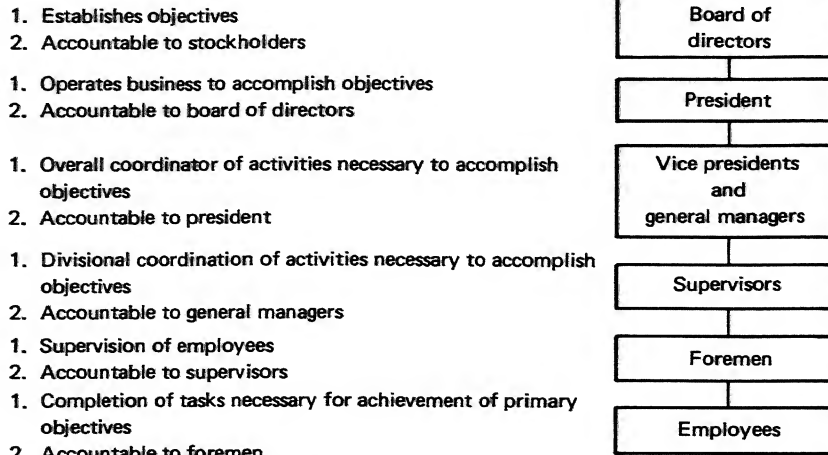 1. Establishes objectives
2. Accountable to stockholders
Board of
directors
1. Operates business to accomplish objectives
2. Accountable to board of directors
President
1. Overall coordinator of activities necessary to accomplish
objectives
2. Accountable to president
Vice presidents
and
general managers
1. Divisional coordination of activities necessary to accomplish
objectives
2. Accountable to general managers
Supervisors
1. Supervision of employees
2. Accountable to supervisors
Foremen
1. Completion of tasks necessary for achievement of primary
objectives
2. Accountable to foremen
Employees